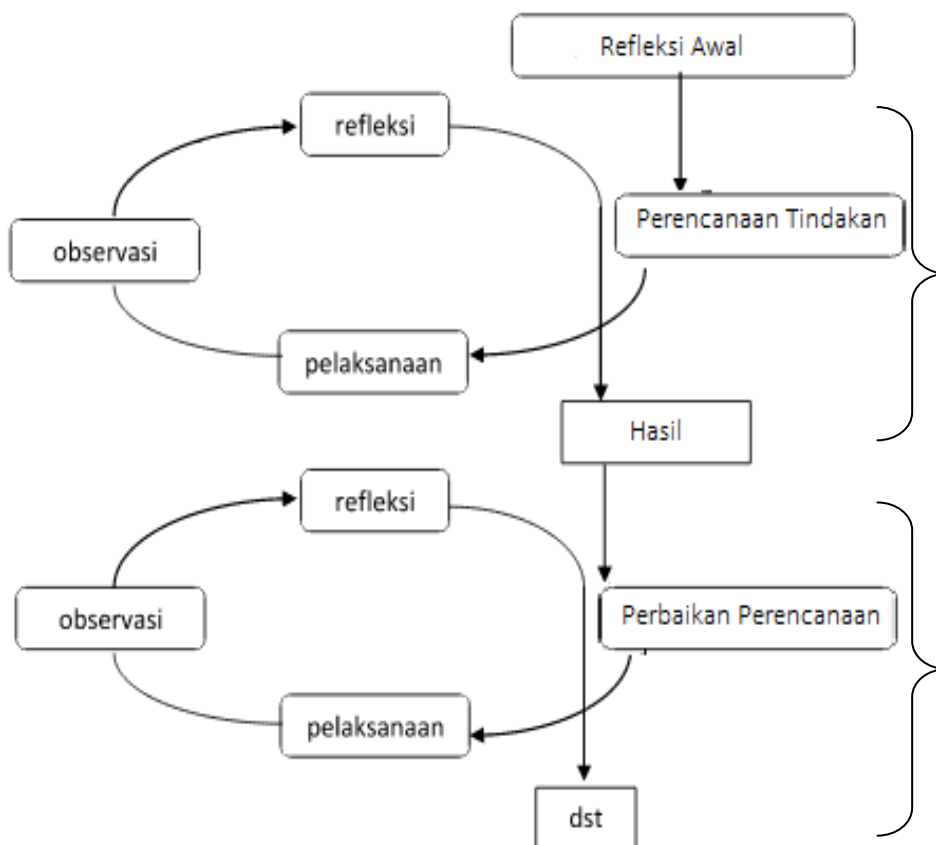 Refleksi Awal
refleksi
Perencanaan Tindakan
observasi
pelaksanaan
Hasil
refleksi
observasi
Perbaikan Perencanaan
pelaksanaan
dst